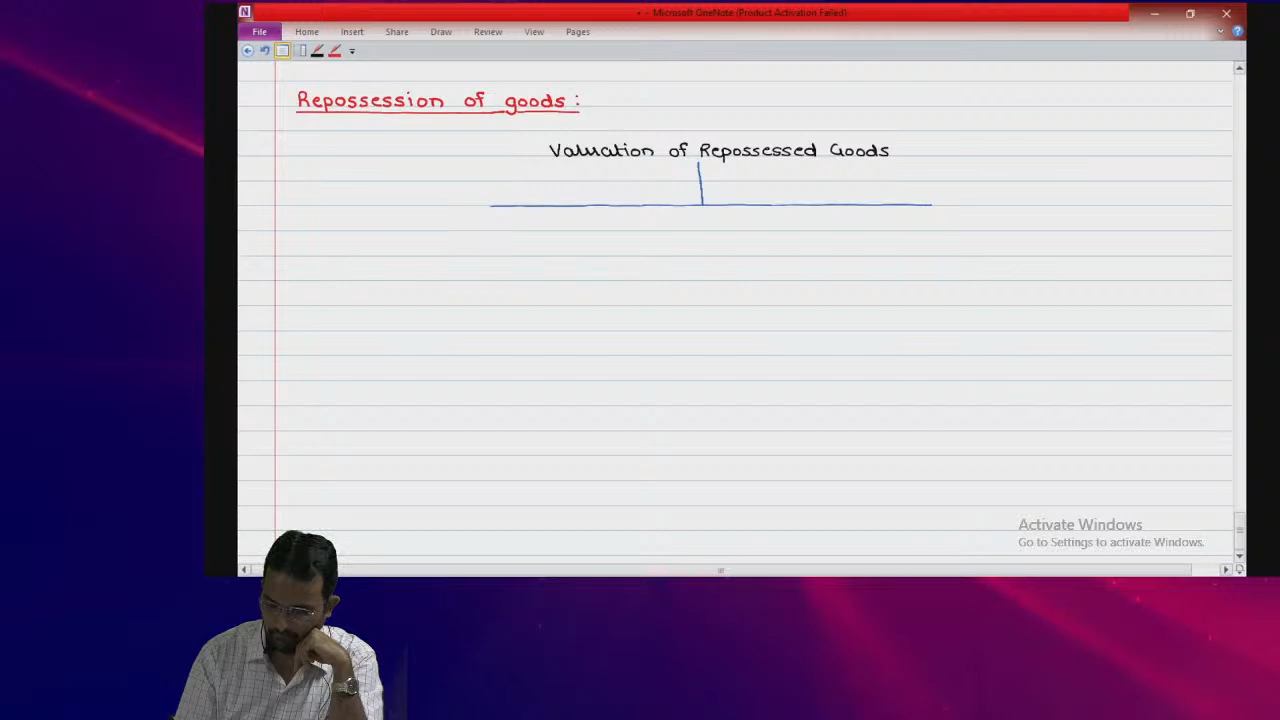 Microsoft OneNote (Product Activation Failed)
File Home Insert Share Draw Review View Pages
Repossession of goods:
Valuation of Repossessed Goods
Activate Windows
Go to Settings to activate Windows.